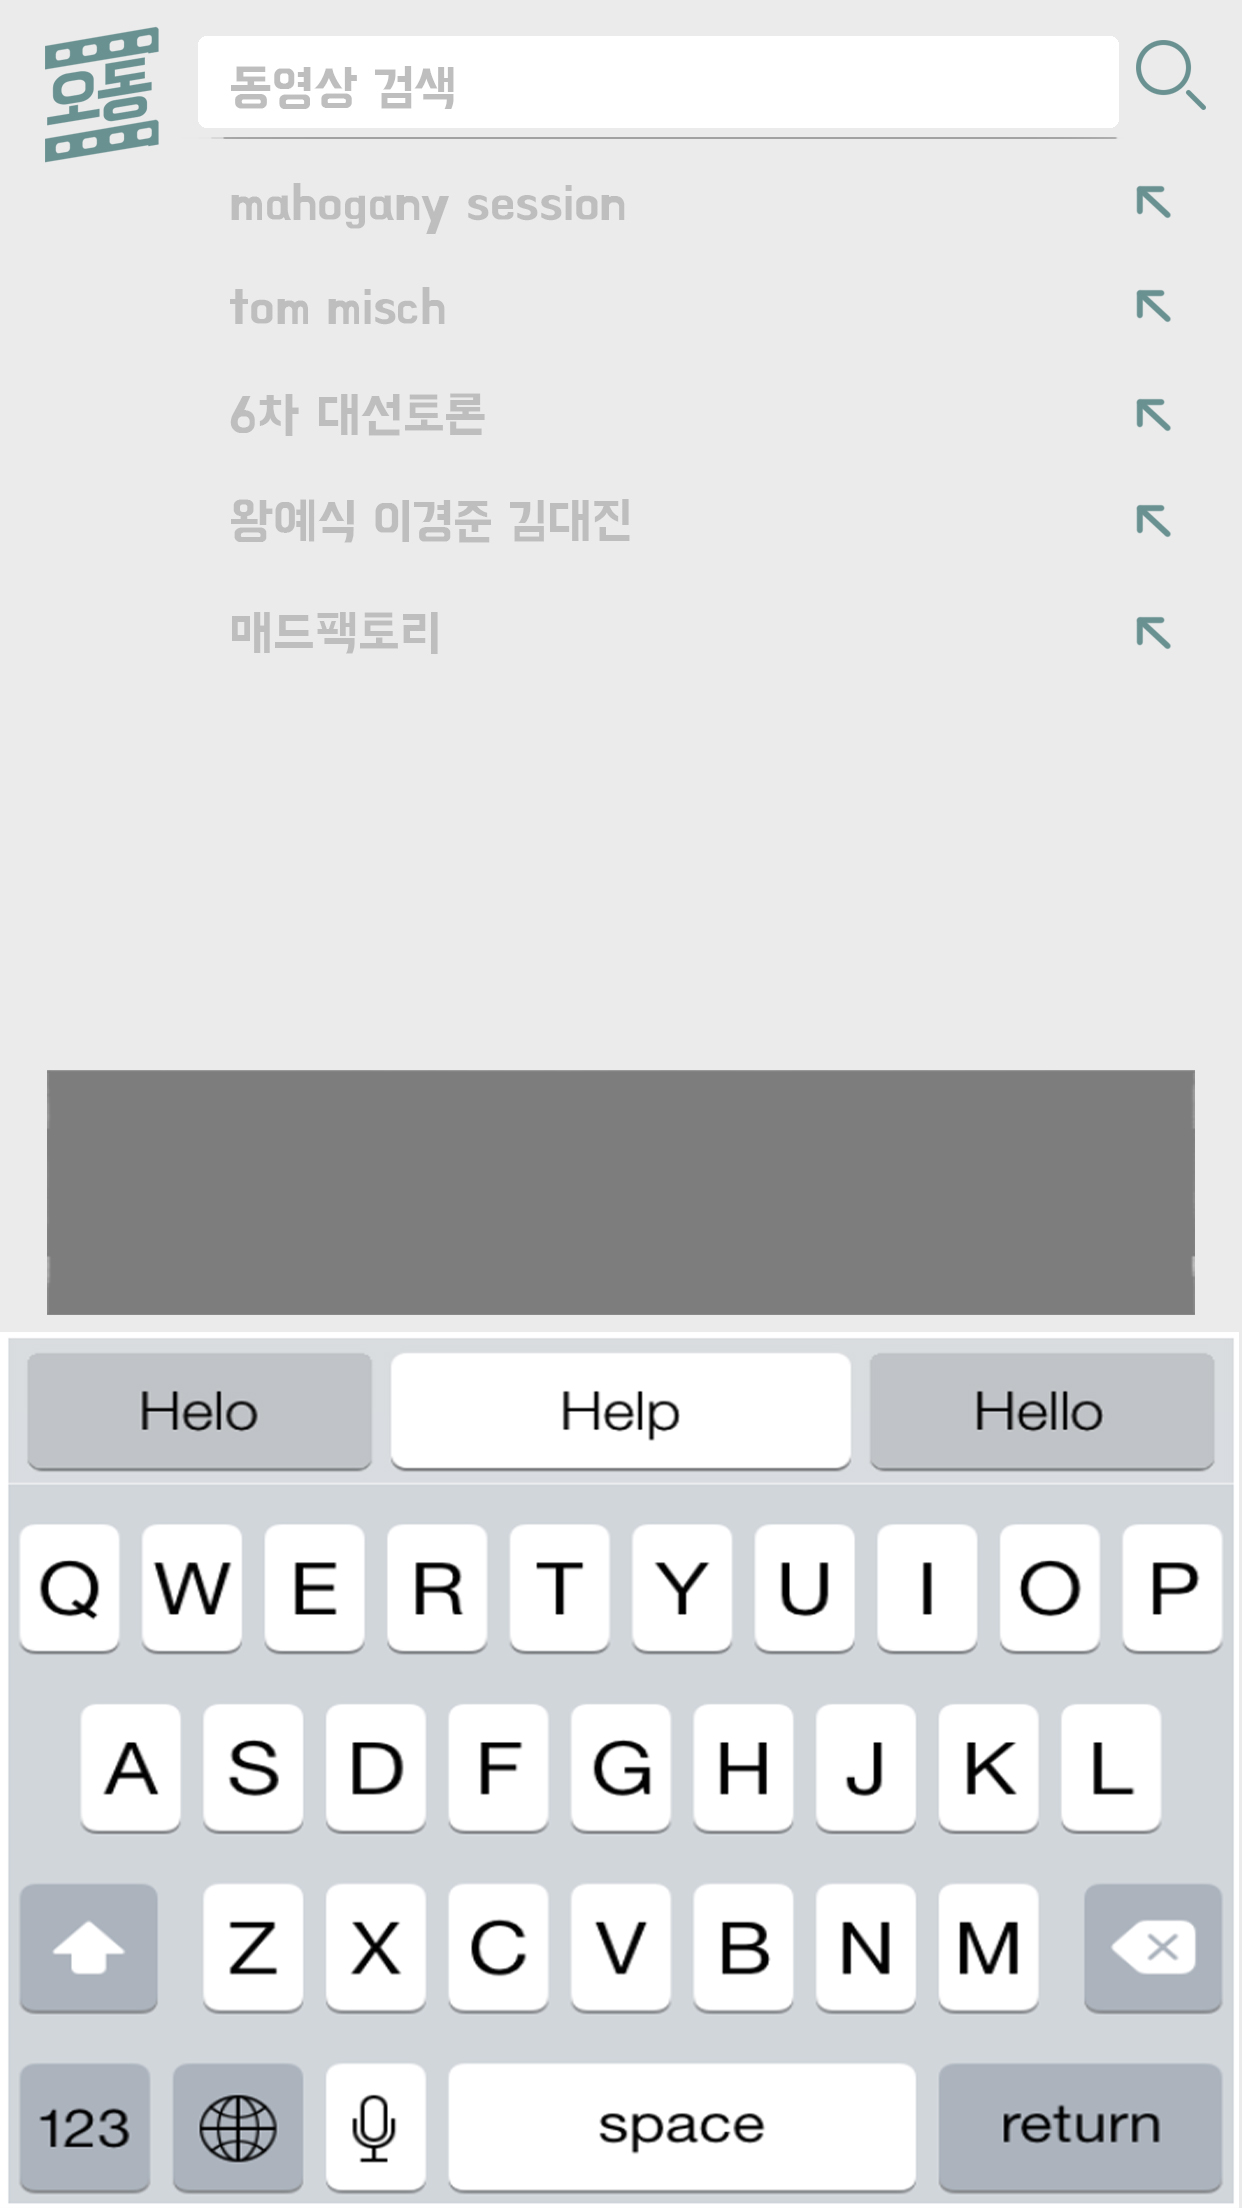 오동
동영상 검색
mahogany session
tom misch
6차 대선토론
왕예식 이경준 김대진
매드팩토리
Helo Help Hello
Q W E R T Y U I O P
A S D F G H J K L
Z X C V B N M
123 space return